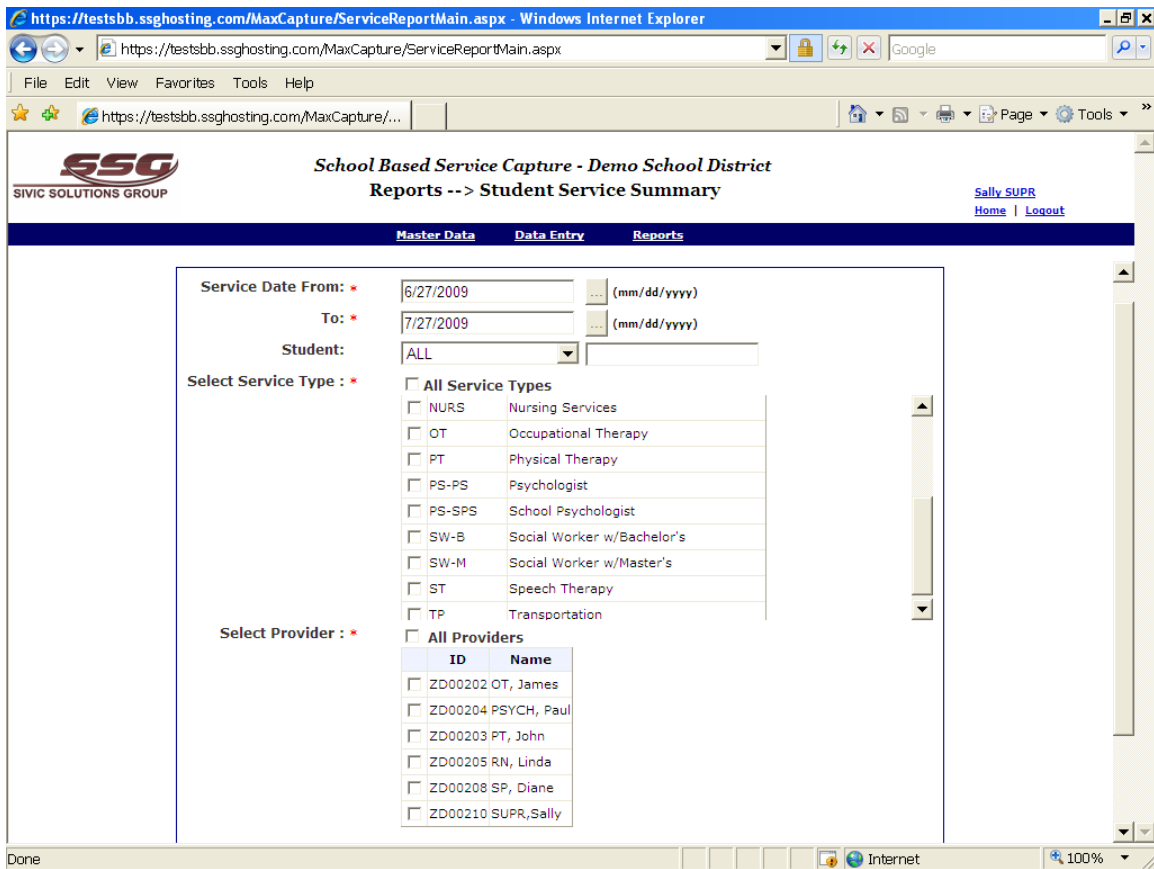 https://testsbb.ssghosting.com/MaxCapture/ServiceReportMain.aspx - Windows Internet Explorer
https://testsbb.ssghosting.com/MaxCapture/ServiceReportMain.aspx
Google
File Edit View Favorites Tools Help
https://testsbb.ssghosting.com/MaxCapture/...
Page Tools »
SSG
SIVIC SOLUTIONS GROUP
School Based Service Capture - Demo School District
Reports --> Student Service Summary
Sally SUPR
Home | Logout
Master Data Data Entry Reports
Service Date From: * 6/27/2009 ... (mm/dd/yyyy)
To: * 7/27/2009 ... (mm/dd/yyyy)
Student: ALL
Select Service Type : * All Service Types
NURS Nursing Services
OT Occupational Therapy
PT Physical Therapy
PS-PS Psychologist
PS-SPS School Psychologist
SW-B Social Worker w/Bachelor's
SW-M Social Worker w/Master's
ST Speech Therapy
TP Transportation
Select Provider : * All Providers
ID Name
ZD00202 OT, James
ZD00204 PSYCH, Paul
ZD00203 PT, John
ZD00205 RN, Linda
ZD00208 SP, Diane
ZD00210 SUPR,Sally
Done Internet 100%